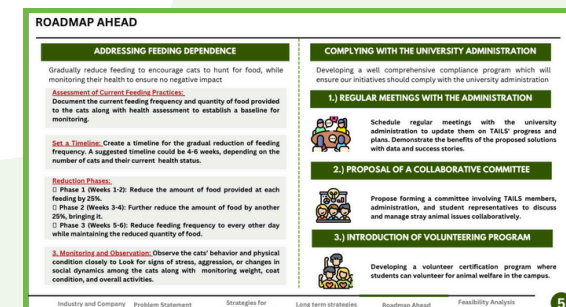 ROADMAP AHEAD
ADDRESSING FEEDING DEPENDENCE
Gradually reduce feeding to encourage cats to hunt for food, while
monitoring their health to ensure no negative impact
Assessment of Current Feeding Practices:
Document the current feeding frequency and quantity of food provided
to the cats along with health assessment to establish a baseline for
monitoring.
Set a Timeline: Create a timeline for the gradual reduction of feeding
frequency. A suggested timeline could be 4-6 weeks, depending on the
number of cats and their current health status.
Reduction Phases:
▯ Phase 1 (Weeks 1-2): Reduce the amount of food provided at each
feeding by 25%.
▯ Phase 2 (Weeks 3-4): Further reduce the amount of food by another
25%, bringing it.
▯ Phase 3 (Weeks 5-6): Reduce feeding frequency to every other day
while maintaining the reduced quantity of food.
3. Monitoring and Observation: Observe the cats' behavior and physical
condition closely to Look for signs of stress, aggression, or changes in
social dynamics among the cats along with monitoring weight, coat
condition, and overall activities.
COMPLYING WITH THE UNIVERSITY ADMINISTRATION
Developing a well comprehensive compliance program which will
ensure our initiatives should comply with the university administration
1.) REGULAR MEETINGS WITH THE ADMINISTRATION
Schedule regular meetings with the university
administration to update them on TAILS' progress and
plans. Demonstrate the benefits of the proposed solutions
with data and success stories.
2.) PROPOSAL OF A COLLABORATIVE COMMITTEE
Propose forming a committee involving TAILS members,
administration, and student representatives to discuss
and manage stray animal issues collaboratively.
3.) INTRODUCTION OF VOLUNTEERING PROGRAM
Developing a volunteer certification program where
students can volunteer for animal welfare in the campus.
Industry and Company
Problem Statement
Strategies for
Long term strategies
Roadmap Ahead
Feasibility Analysis
5